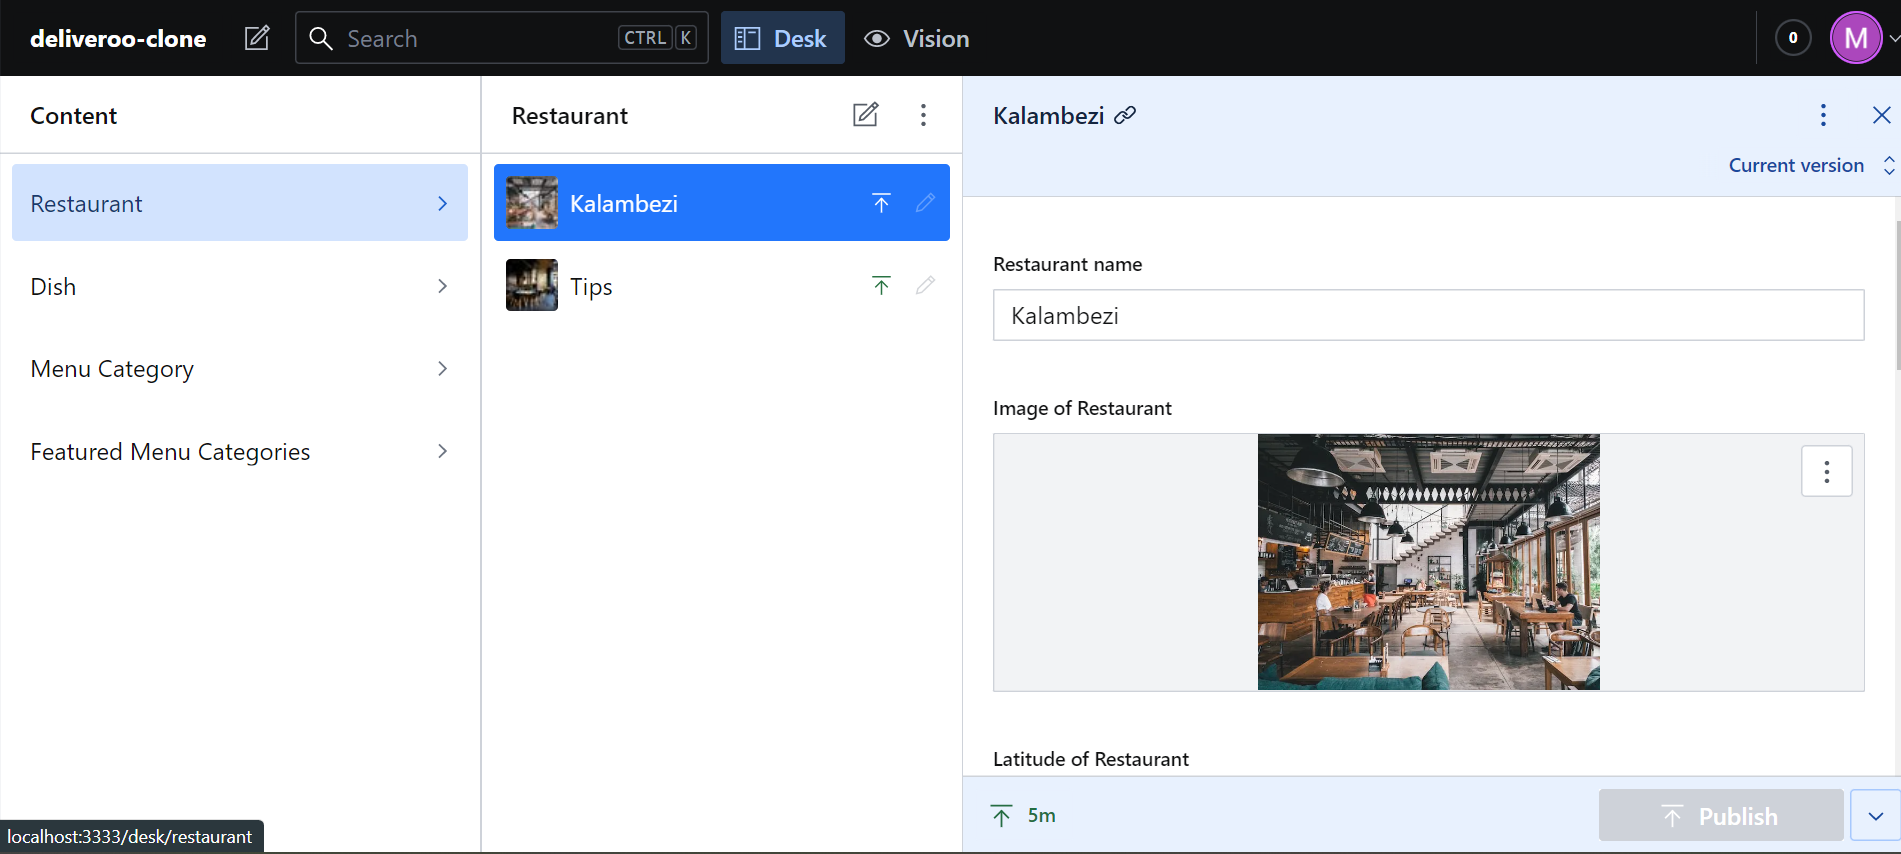 deliveroo-clone
Search
CTRL K
Desk
Vision
0
M
Content
Restaurant
Dish
Menu Category
Featured Menu Categories
Restaurant
Kalambezi
Tips
Kalambezi
Current version
Restaurant name
Kalambezi
Image of Restaurant
Latitude of Restaurant
5m
Publish
localhost:3333/desk/restaurant